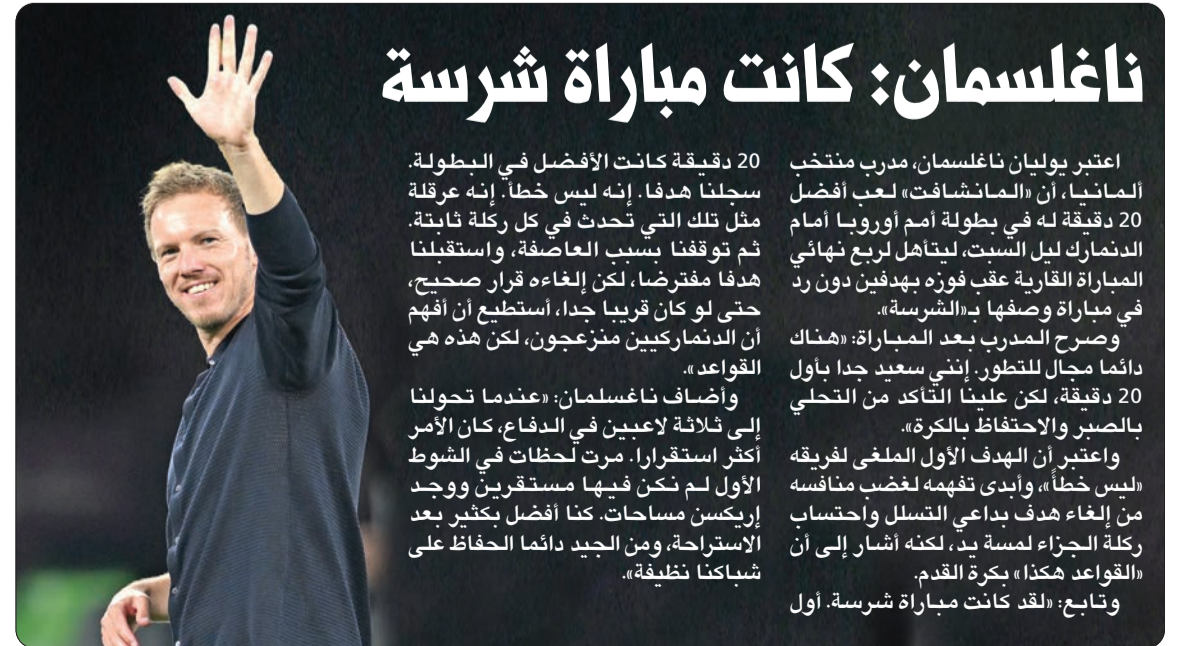 ناغلسمان: كانت مباراة شرسة
اعتبر يوليان ناغلسمان، مدرب منتخب
ألمانيا، أن «المانشافت» لعب أفضل
20 دقيقة له في بطولة أمم أوروبا أمام
الدنمارك ليل السبت، ليتأهل لربع نهائي
المباراة القارية عقب فوزه بهدفين دون رد
في مباراة وصفها بـ«الشرسة».
وصرح المدرب بعد المباراة: «هناك
دائما مجال للتطور. إنني سعيد جدا بأول
20 دقيقة، لكن علينا التأكد من التحلي
بالصبر والاحتفاظ بالكرة».
واعتبر أن الهدف الأول الملغى لفريقه
«ليس خطأً»، وأبدى تفهمه لغضب منافسه
من إلغاء هدف بداعي التسلل واحتساب
ركلة الجزاء لمسة يد، لكنه أشار إلى أن
«القواعد هكذا» بكرة القدم.
وتابع: «لقد كانت مباراة شرسة. أول
20 دقيقة كانت الأفضل في البطولة.
سجلنا هدفا. إنه ليس خطأ. إنه عرقلة
مثل تلك التي تحدث في كل ركلة ثابتة.
ثم توقفنا بسبب العاصفة، واستقبلنا
هدفا مفترضا، لكن إلغاءه قرار صحيح،
حتى لو كان قريبا جدا، أستطيع أن أفهم
أن الدنماركيين منزعجون، لكن هذه هي
القواعد».
وأضاف ناغسلمان: «عندما تحولنا
إلى ثلاثة لاعبين في الدفاع، كان الأمر
أكثر استقرارا. مرت لحظات في الشوط
الأول لم نكن فيها مستقرين ووجد
إريكسن مساحات. كنا أفضل بكثير بعد
الاستراحة، ومن الجيد دائما الحفاظ على
شباكنا نظيفة».